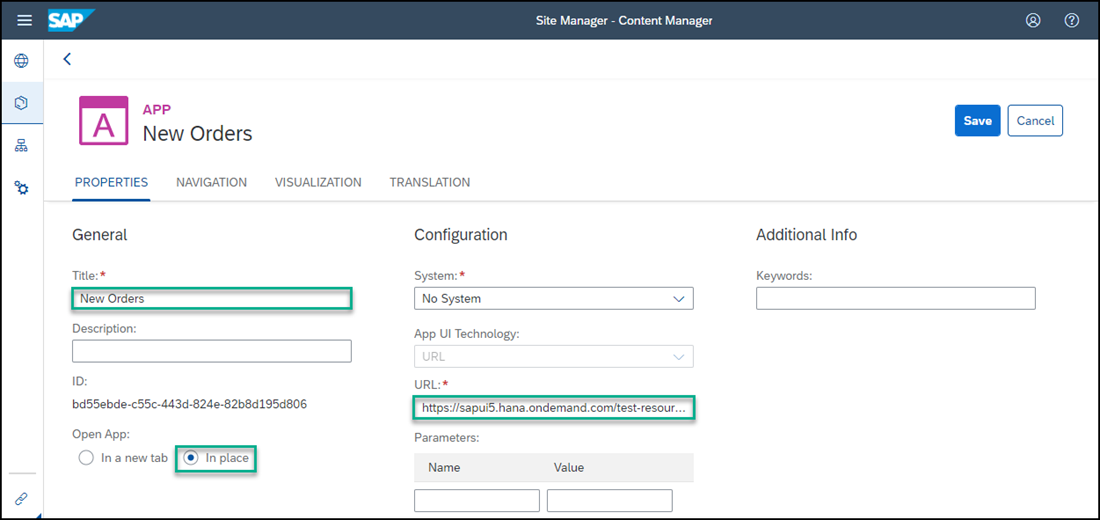 SAP
Site Manager - Content Manager
A
APP
New Orders
Save
Cancel
PROPERTIES
NAVIGATION
VISUALIZATION
TRANSLATION
General
Title:*
New Orders
Description:
ID:
bd55ebde-c55c-443d-824e-82b8d195d806
Open App:
In a new tab
In place
Configuration
System:*
No System
App UI Technology:
URL
URL:*
https://sapui5.hana.ondemand.com/test-resour...
Parameters:
Name
Value
Additional Info
Keywords: